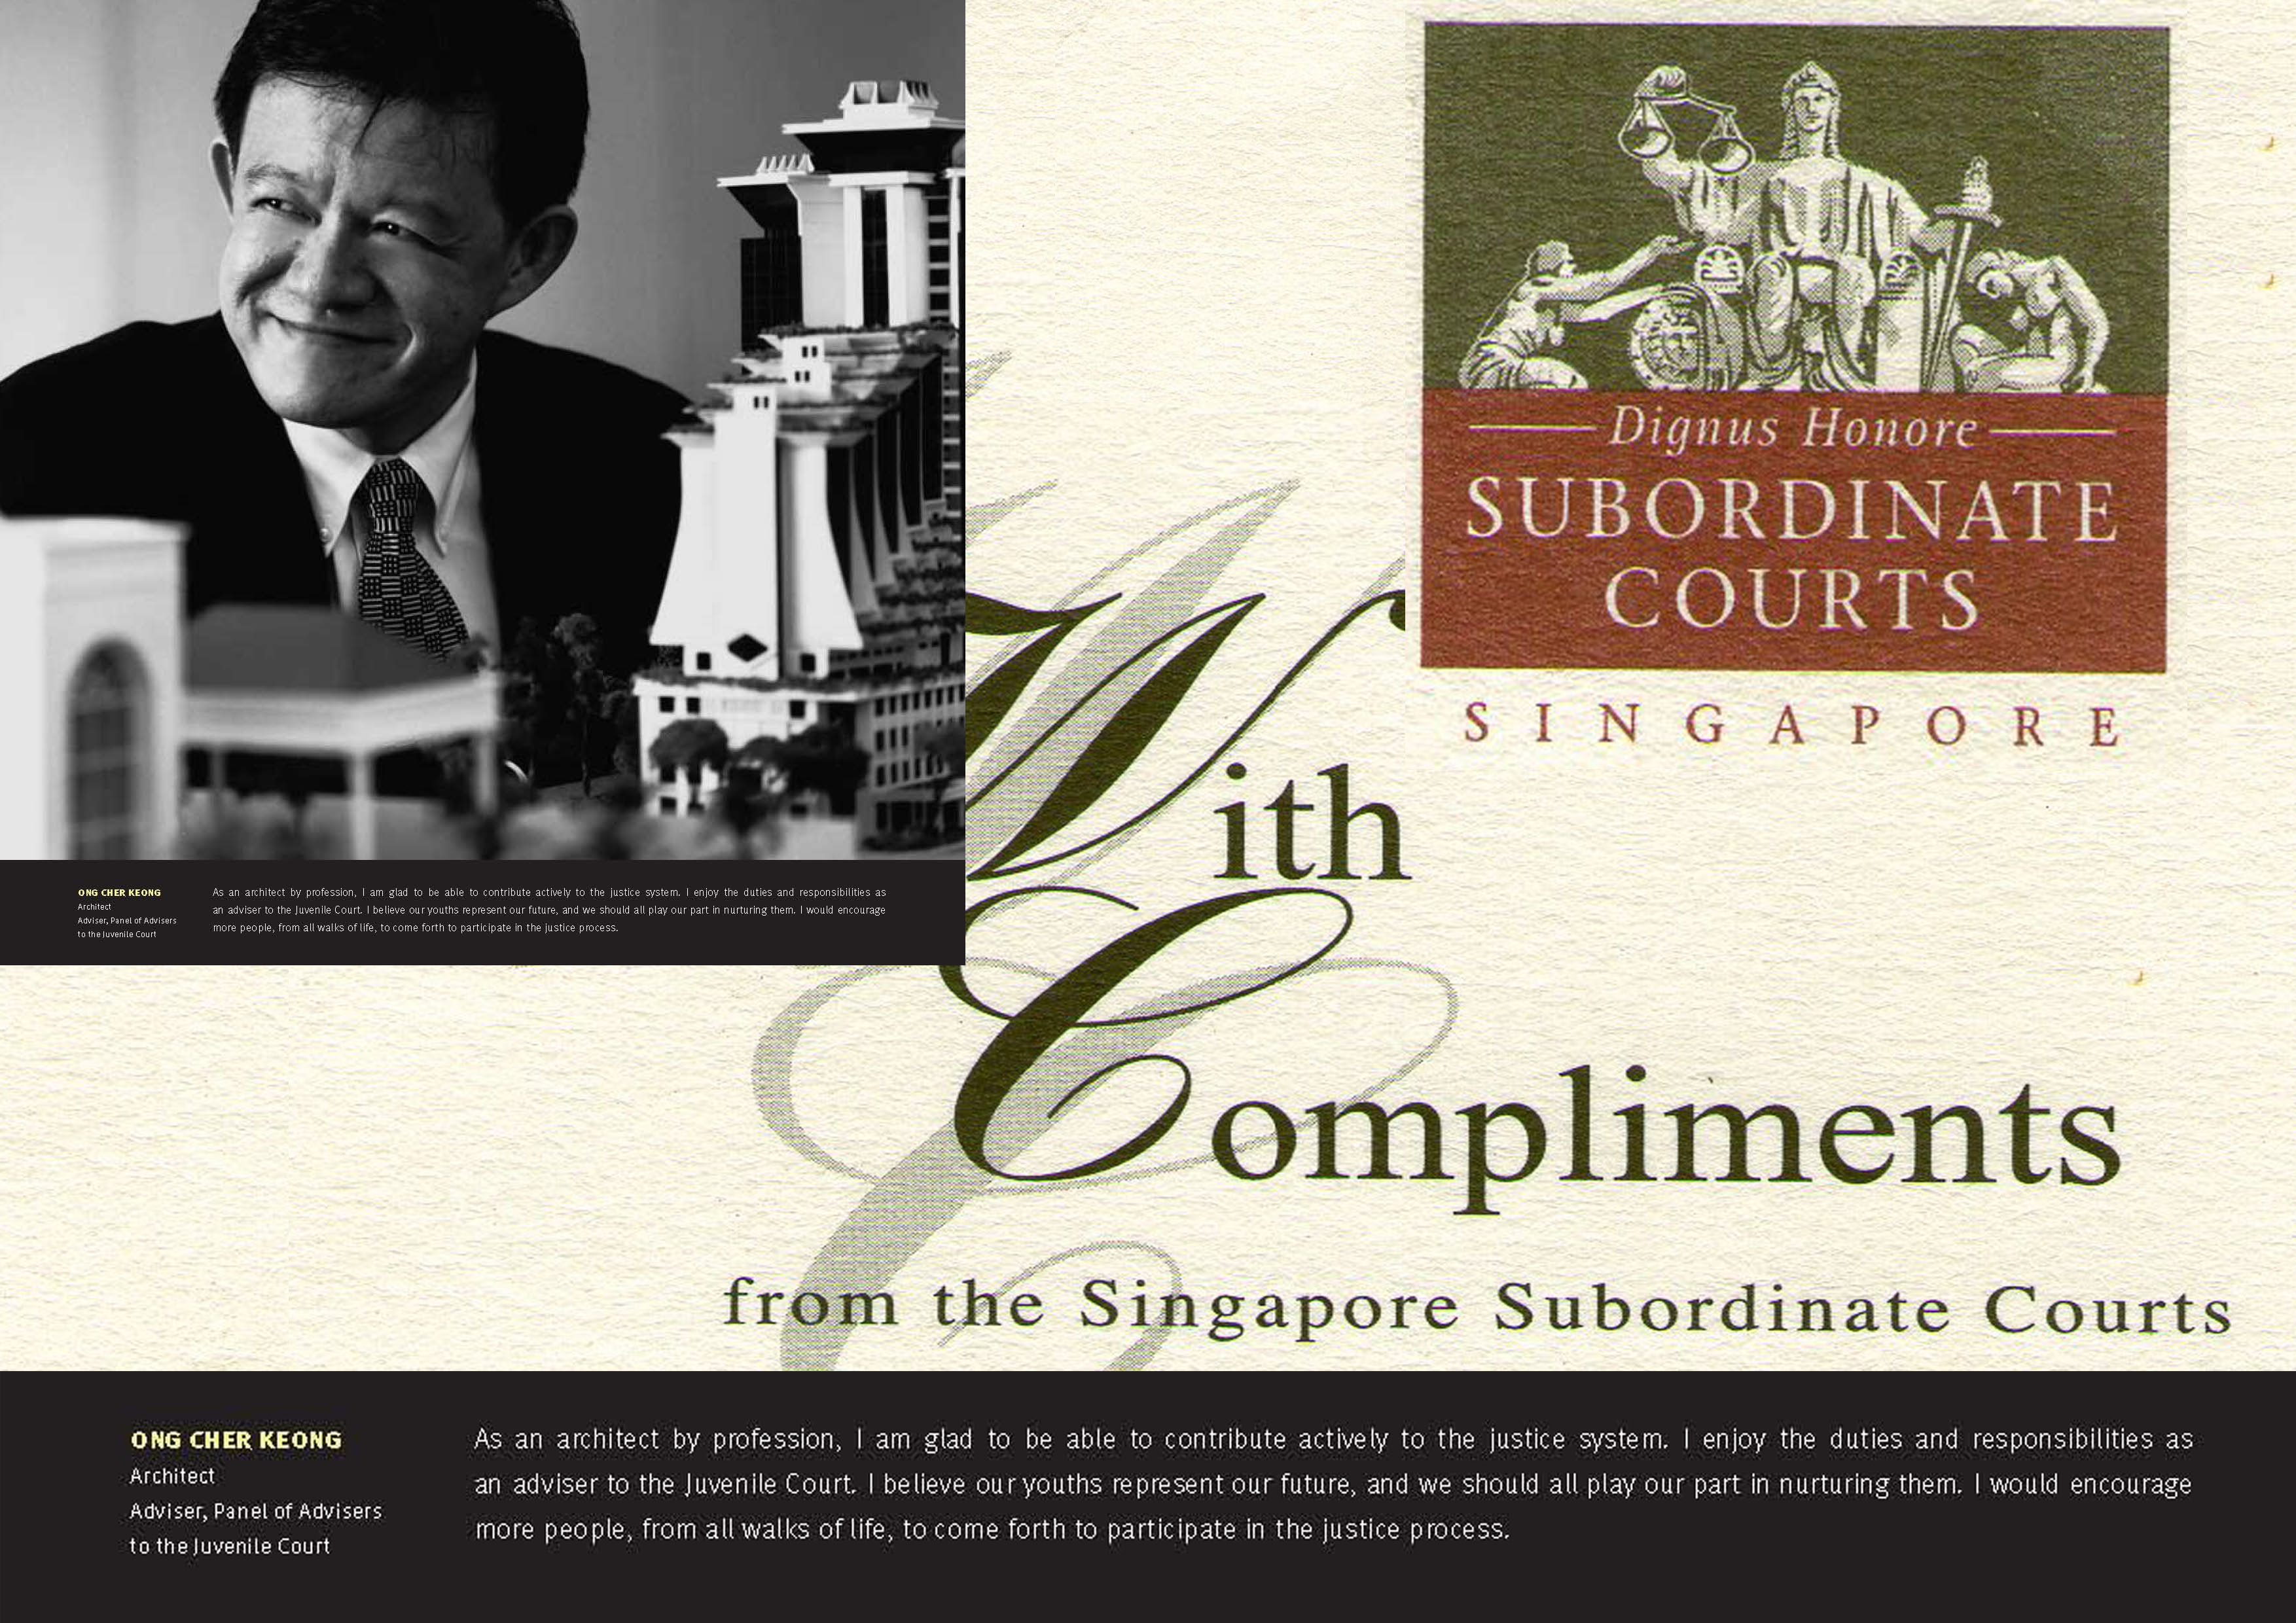 Dignus Honore
SUBORDINATE
COURTS
SINGAPORE
With
Compliments
from the Singapore Subordinate Courts
ONG CHER KEONG
Architect
Adviser, Panel of Advisers
to the Juvenile Court
As an architect by profession, I am glad to be able to contribute actively to the justice system. I enjoy the duties and responsibilities as
an adviser to the Juvenile Court. I believe our youths represent our future, and we should all play our part in nurturing them. I would encourage
more people, from all walks of life, to come forth to participate in the justice process.
ONG CHER KEONG
Architect
Adviser, Panel of Advisers
to the Juvenile Court
As an architect by profession, I am glad to be able to contribute actively to the justice system. I enjoy the duties and responsibilities as
an adviser to the Juvenile Court. I believe our youths represent our future, and we should all play our part in nurturing them. I would encourage
more people, from all walks of life, to come forth to participate in the justice process.